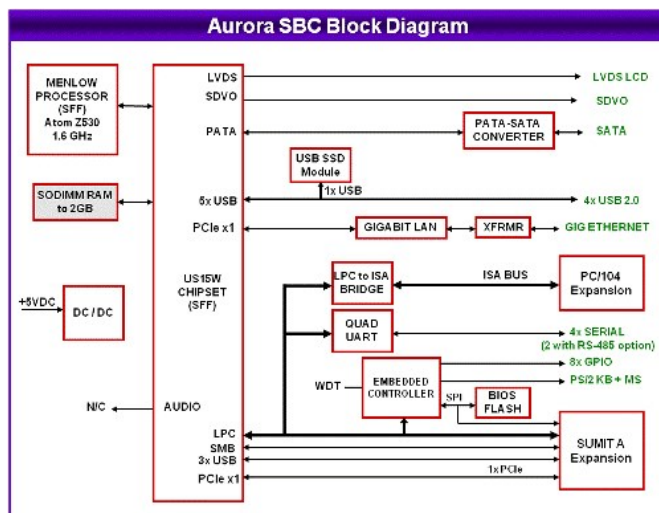 Aurora SBC Block Diagram
MENLOW
PROCESSOR
(SFF)
Atom Z530
1.6 GHz
SODIMM RAM
to 2GB
+5VDC
DC / DC
N/C
LVDS
SDVO
PATA
5x USB
PCIe x1
US15W
CHIPSET
(SFF)
AUDIO
LPC
SMB
3x USB
PCIe x1
USB SSD
Module
1x USB
PATA-SATA
CONVERTER
GIGABIT LAN
XFRMR
LPC to ISA
BRIDGE
ISA BUS
QUAD
UART
WDT
EMBEDDED
CONTROLLER
SPI
BIOS
FLASH
1x PCIe
PC/104
Expansion
SUMIT A
Expansion
LVDS LCD
SDVO
SATA
4x USB 2.0
GIG ETHERNET
4x SERIAL
(2 with RS-485 option)
8x GPIO
PS/2 KB + MS